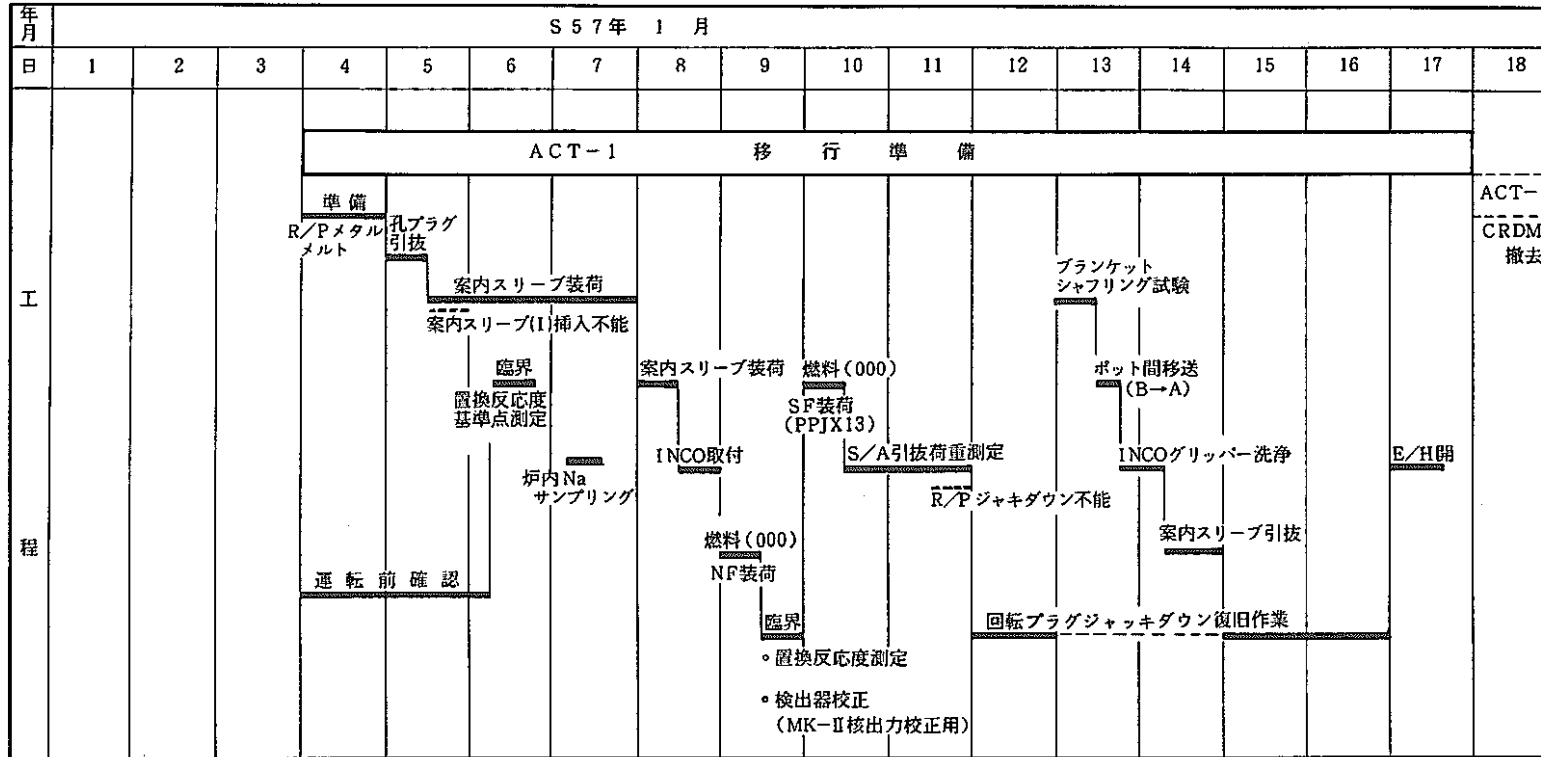 年月
S57年 1 月
日 1 2 3 4 5 6 7 8 9 10 11 12 13 14 15 16 17 18
工程
ACT-1 移行準備
準備
R/Pメタル
メルト
孔プラグ
引抜
案内スリーブ装荷
案内スリーブ(I)挿入不能
臨界
置換反応度
基準点測定
炉内Na
サンプリング
運転前確認
案内スリーブ装荷
INCO取付
燃料(000)
NF装荷
臨界
◦置換反応度測定
◦検出器校正
(MK-Ⅱ核出力校正用)
燃料(000)
SF装荷
(PPJX13)
S/A引抜荷重測定
R/Pジャキダウン不能
ブランケット
シャフリング試験
ポット間移送
(B→A)
INCOグリッパー洗浄
案内スリーブ引抜
回転プラグジャッキダウン復旧作業
E/H開
ACT-
CRDM
撤去